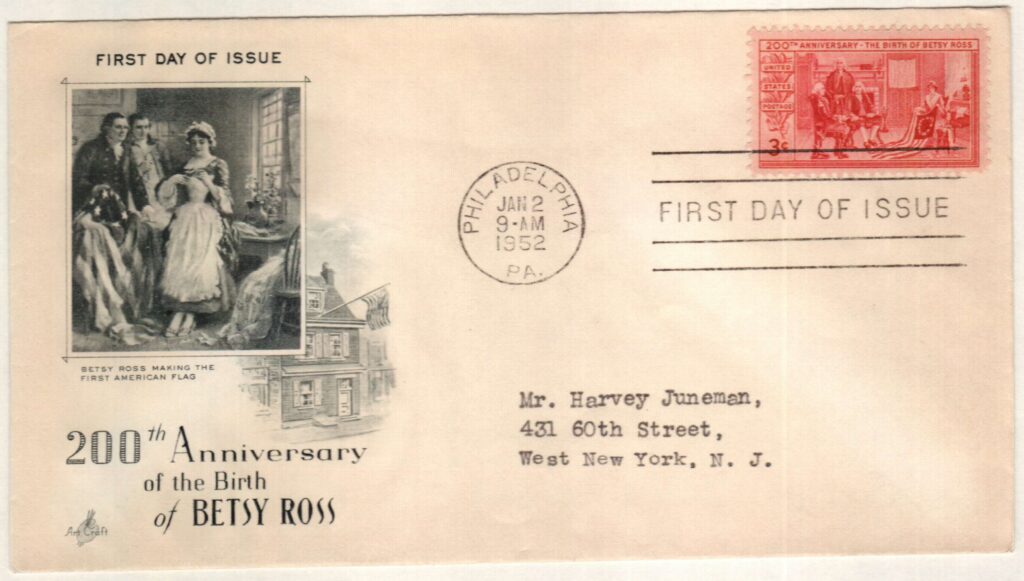 FIRST DAY OF ISSUE
BETSY ROSS MAKING THE
FIRST AMERICAN FLAG
200th Anniversary
of the Birth
of BETSY ROSS
Art Craft
PHILADELPHIA
JAN 2
9-AM
1952
PA.
200TH ANNIVERSARY - THE BIRTH OF BETSY ROSS
UNITED
STATES
POSTAGE
3¢
FIRST DAY OF ISSUE
Mr. Harvey Juneman,
431 60th Street,
West New York, N. J.